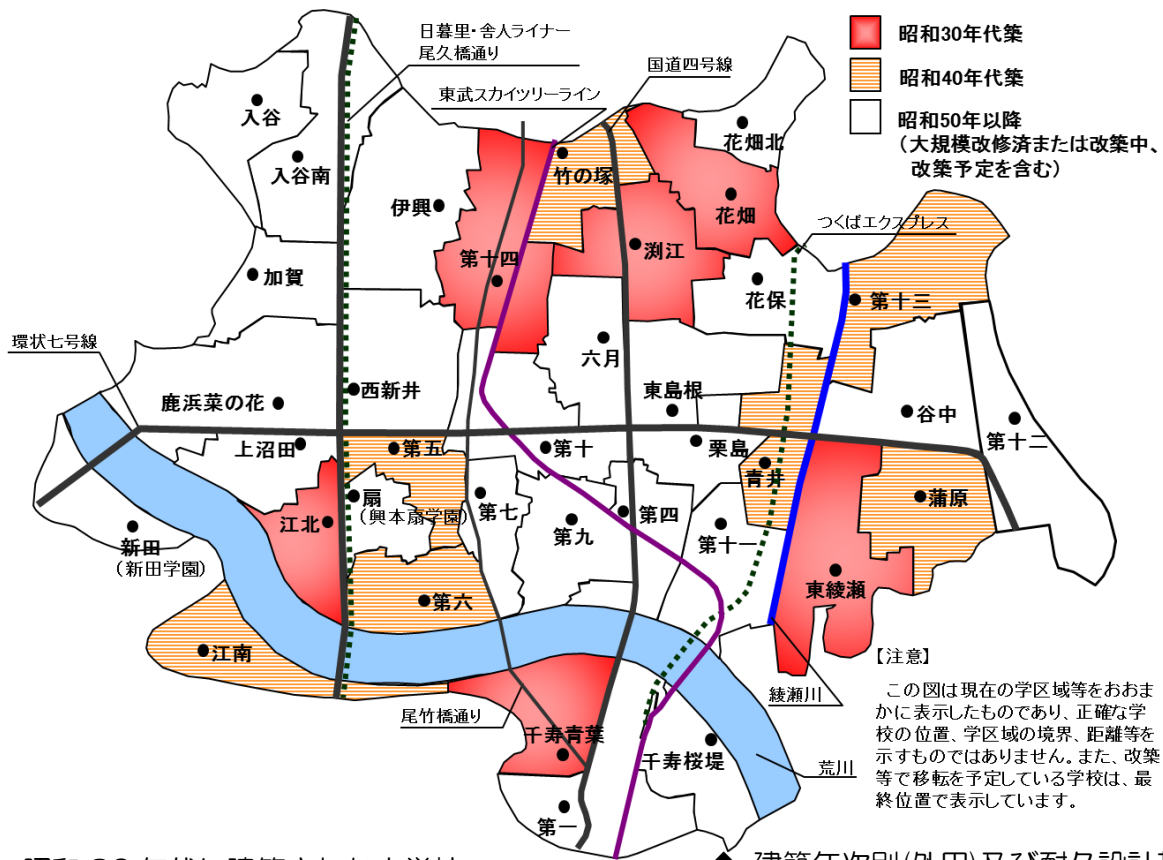 日暮里・舎人ライナー
尾久橋通り
国道四号線
東武スカイツリーライン
昭和30年代築
昭和40年代築
昭和50年以降
(大規模改修済または改築中、
改築予定を含む)
入谷
入谷南
伊興
竹の塚
花畑北
花畑
つくばエクスプレス
渕江
第十四
加賀
花保
第十三
環状七号線
六月
鹿浜菜の花
西新井
東島根
谷中
第十二
上沼田
第五
第十
栗島
青井
蒲原
扇
(興本扇学園)
江北
第七
第九
第四
第十一
新田
(新田学園)
東綾瀬
第六
江南
【注意】
この図は現在の学区域等をおおま
かに表示したものであり、正確な学
校の位置、学区域の境界、距離等を
示すものではありません。また、改築
等で移転を予定している学校は、最
終位置で表示しています。
綾瀬川
尾竹橋通り
千寿青葉
千寿桜堤
荒川
第一